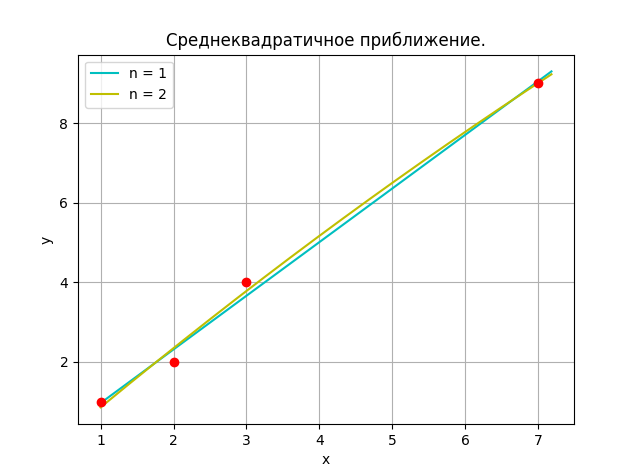 Среднеквадратичное приближение.
n = 1
n = 2
y
8
6
4
2
1 2 3 4 5 6 7
x